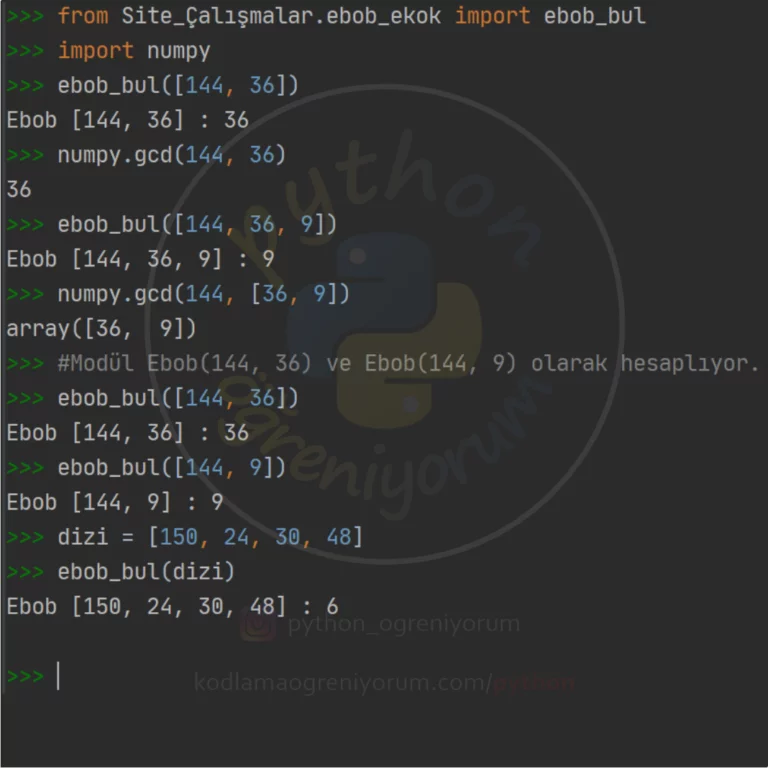 >>> from Site_Çalışmalar.ebob_ekok import ebob_bul
>>> import numpy
>>> ebob_bul([144, 36])
Ebob [144, 36] : 36
>>> numpy.gcd(144, 36)
36
>>> ebob_bul([144, 36, 9])
Ebob [144, 36, 9] : 9
>>> numpy.gcd(144, [36, 9])
array([36,  9])
>>> #Modül Ebob(144, 36) ve Ebob(144, 9) olarak hesaplıyor.
>>> ebob_bul([144, 36])
Ebob [144, 36] : 36
>>> ebob_bul([144, 9])
Ebob [144, 9] : 9
>>> dizi = [150, 24, 30, 48]
>>> ebob_bul(dizi)
Ebob [150, 24, 30, 48] : 6
>>>
python
öğreniyorum
python_ogreniyorum
kodlamaogreniyorum.com/python